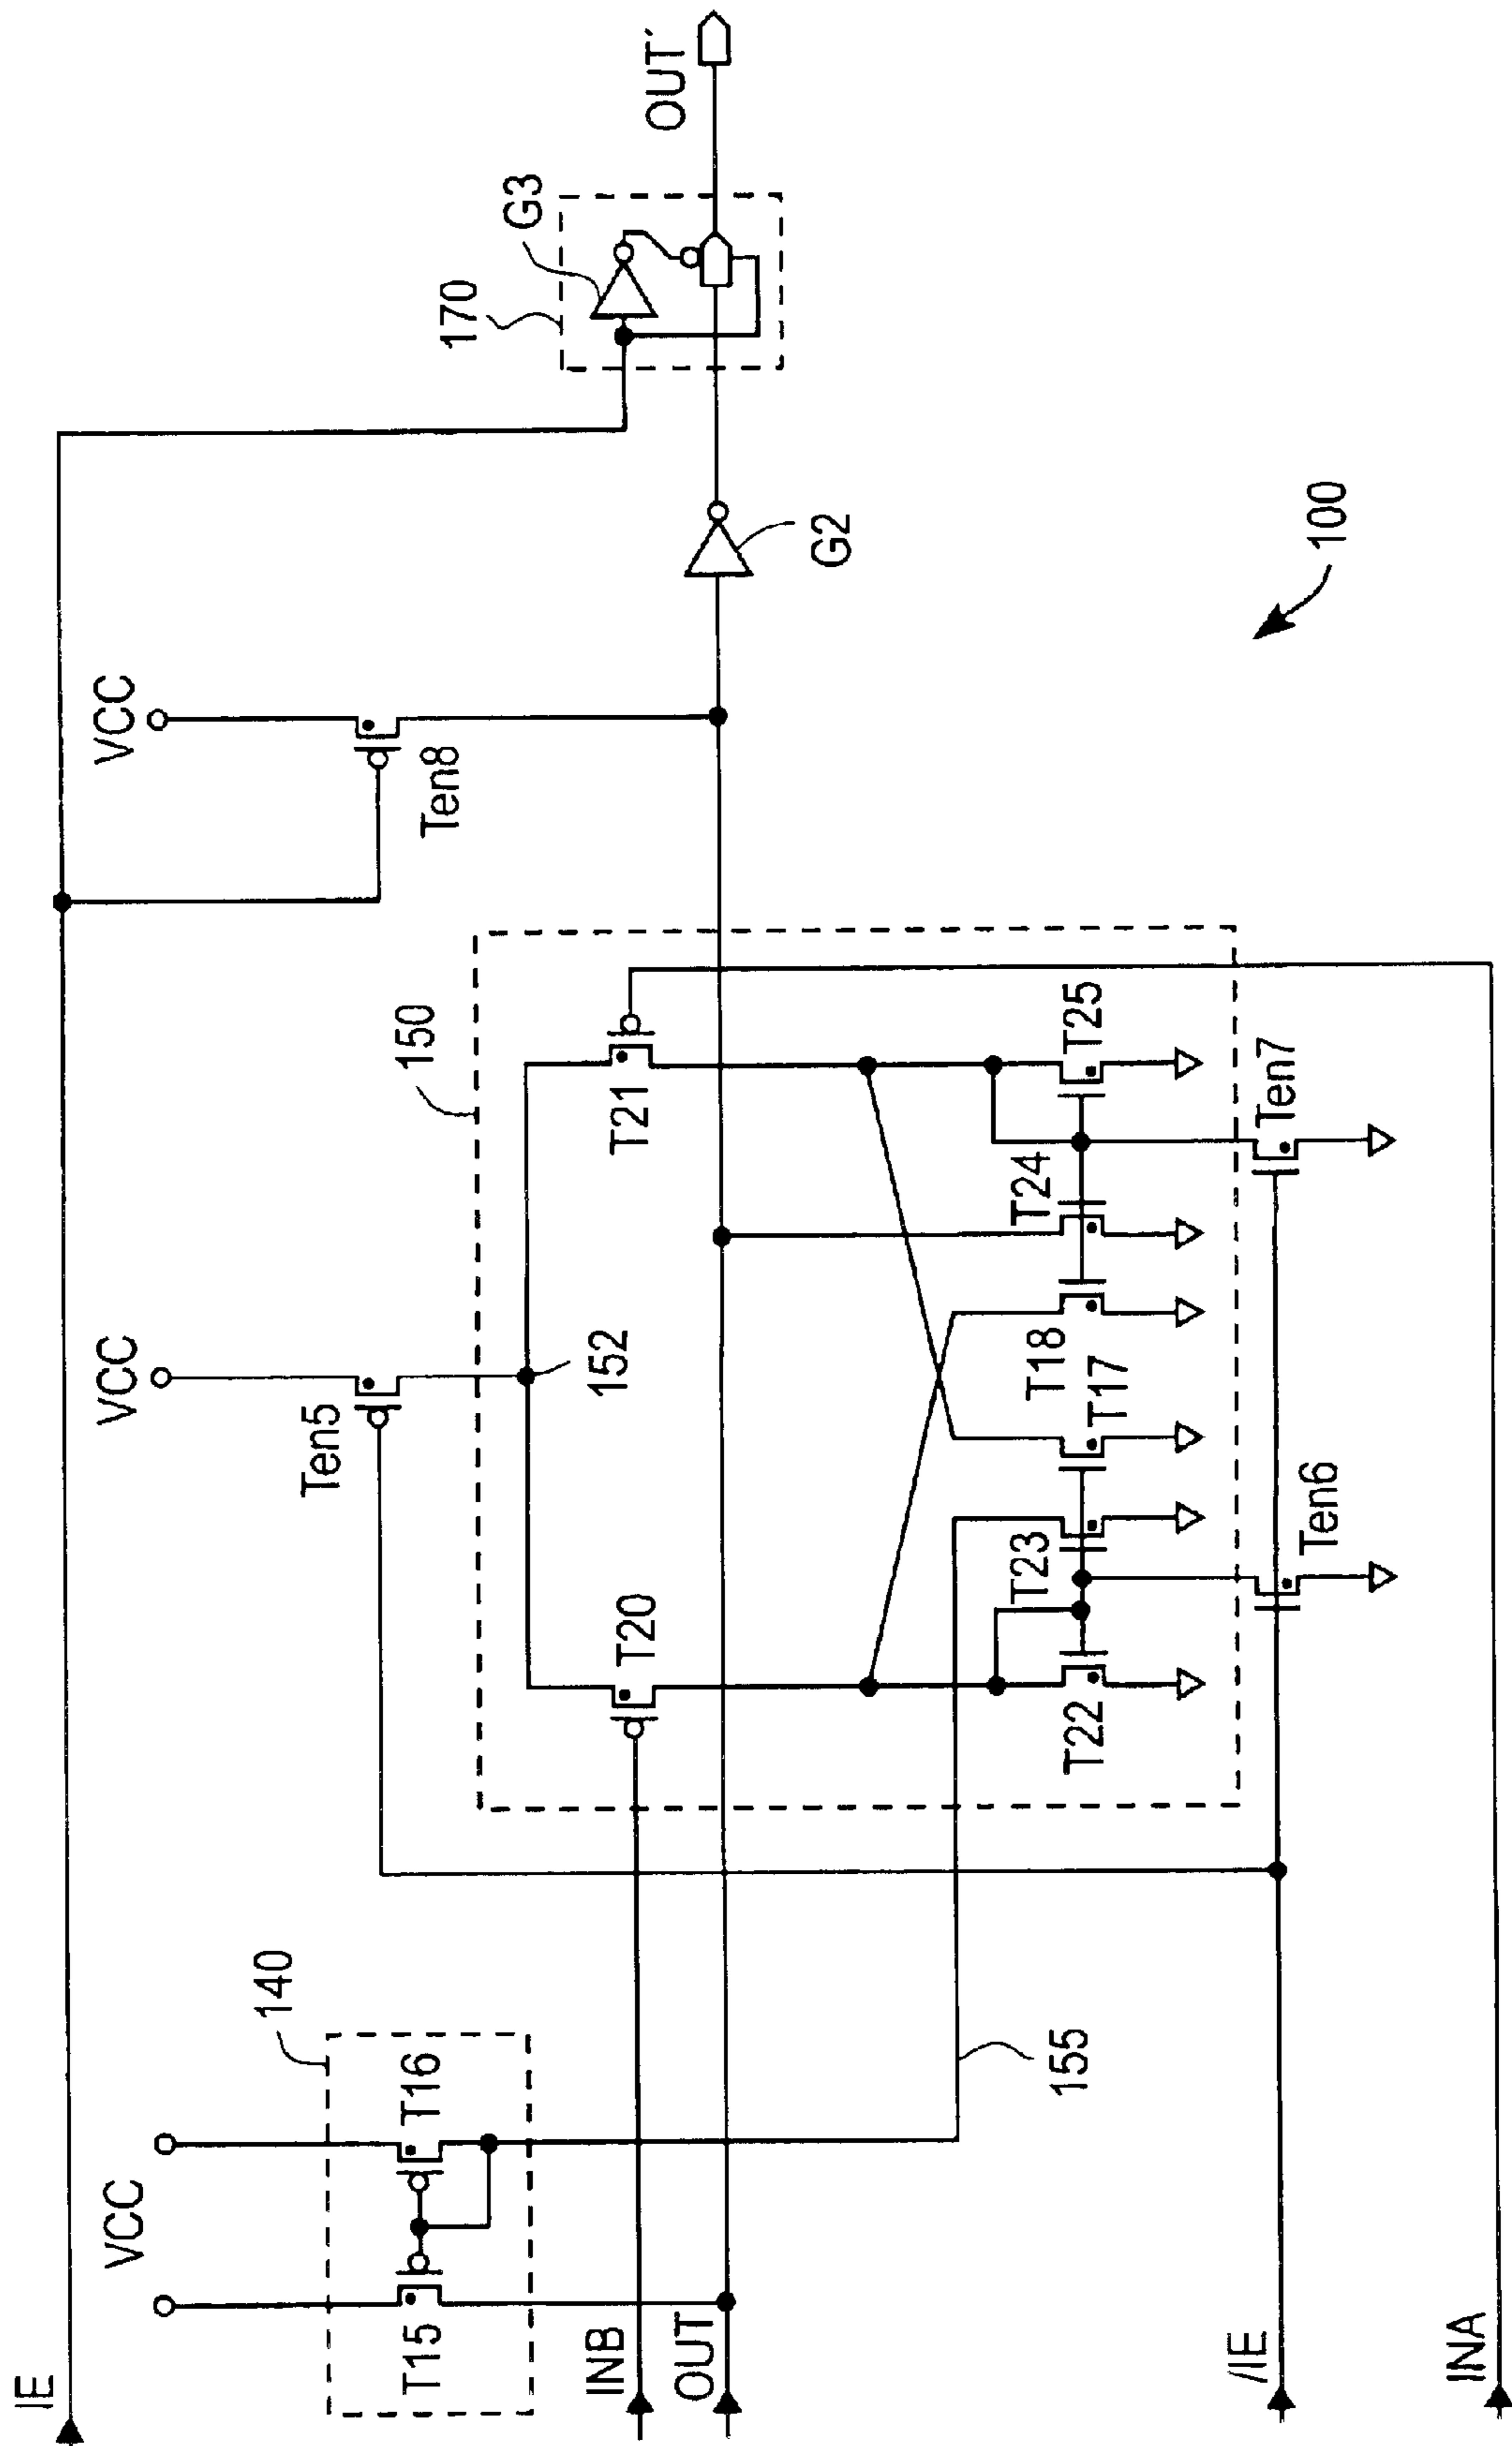 IE
VCC
VCC
VCC
140
T15
T16
Ten5
Ten8
170
G3
OUT´
150
INB
OUT
T20
152
T21
G2
T22
T23
T17
T18
T24
T25
155
/IE
Ten6
Ten7
100
INA